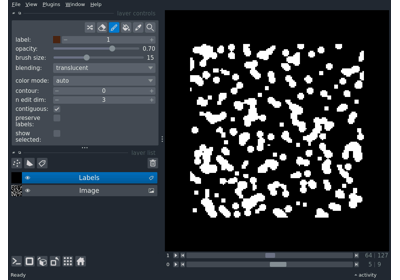 File View Plugins Window Help
layer controls
label: 1
opacity: 0.70
brush size: 15
blending: translucent
color mode: auto
contour: 0
n edit dim: 3
contiguous:
preserve
labels:
show
selected:
layer list
Labels
Image
1 64 127
0 5 9
Ready activity